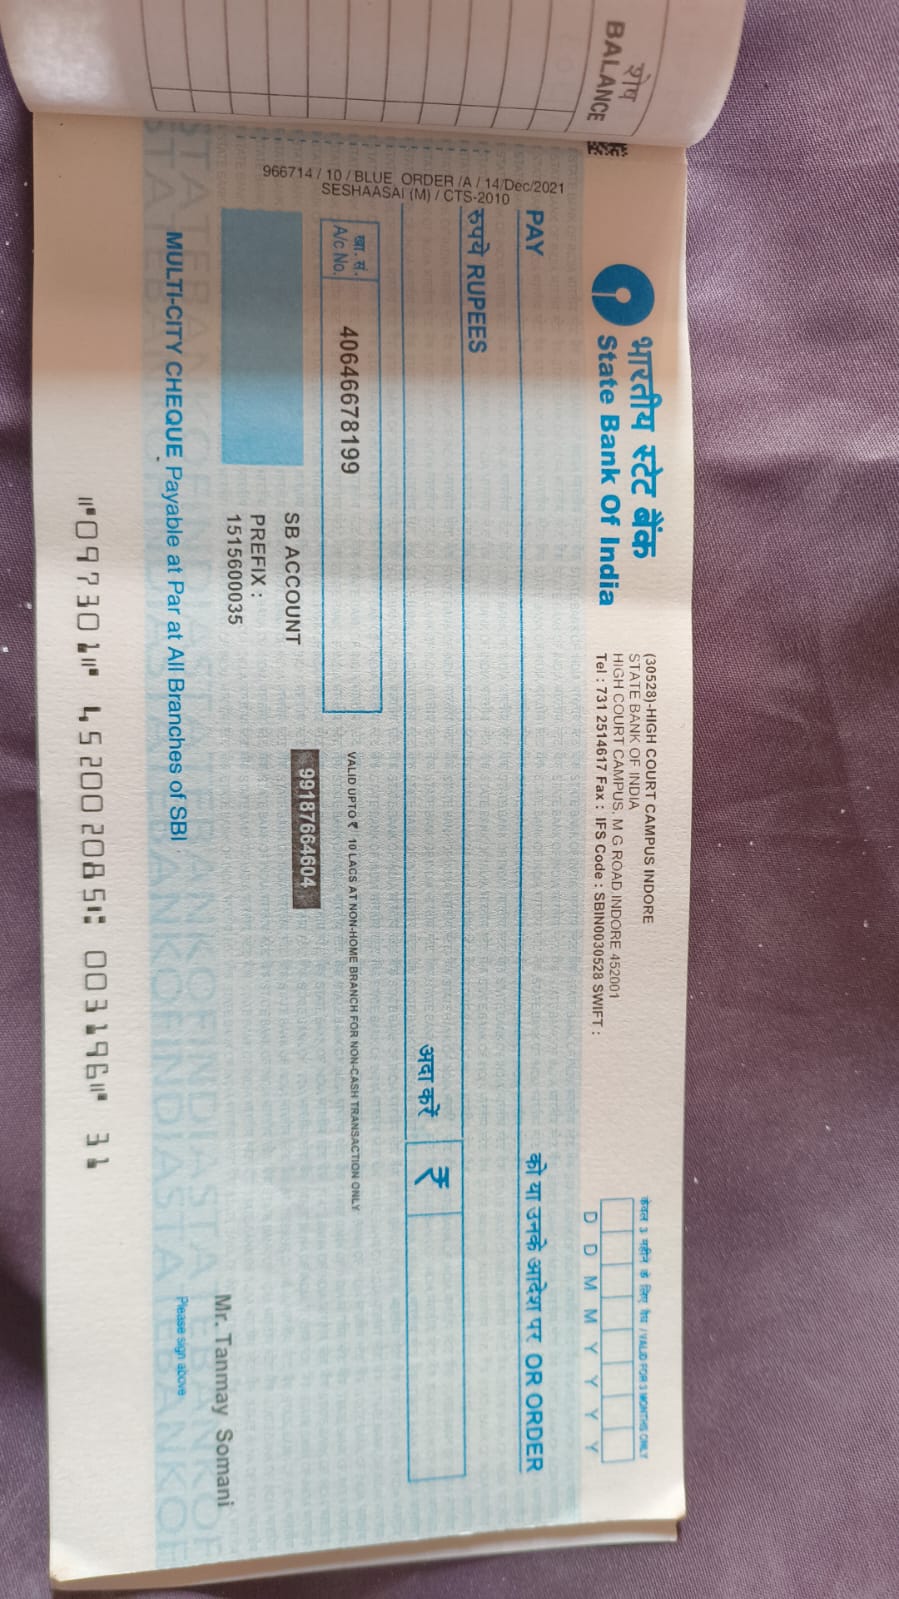 शेष
BALANCE
966714 / 10 / BLUE_ORDER /A / 14/Dec/2021
SESHAASAI (M) / CTS-2010
भारतीय स्टेट बैंक
State Bank Of India
(30528)-HIGH COURT CAMPUS INDORE
STATE BANK OF INDIA
HIGH COURT CAMPUS, M G ROAD INDORE 452001
Tel : 731 2514617 Fax : IFS Code : SBIN0030528 SWIFT :
केवल 3 महीने के लिए वैध / VALID FOR 3 MONTHS ONLY
D D M M Y Y Y Y
PAY
को या उनके आदेश पर OR ORDER
रुपये RUPEES
अदा करें ₹
खा. सं.
A/c No.
40646678199
VALID UPTO ₹ 10 LACS AT NON-HOME BRANCH FOR NON-CASH TRANSACTION ONLY
SB ACCOUNT
99187664604
PREFIX :
1515600035
Mr. Tanmay Somani
MULTI-CITY CHEQUE Payable at Par at All Branches of SBI
Please sign above
⑈097301⑈ 452002085⑆ 003196⑈ 31